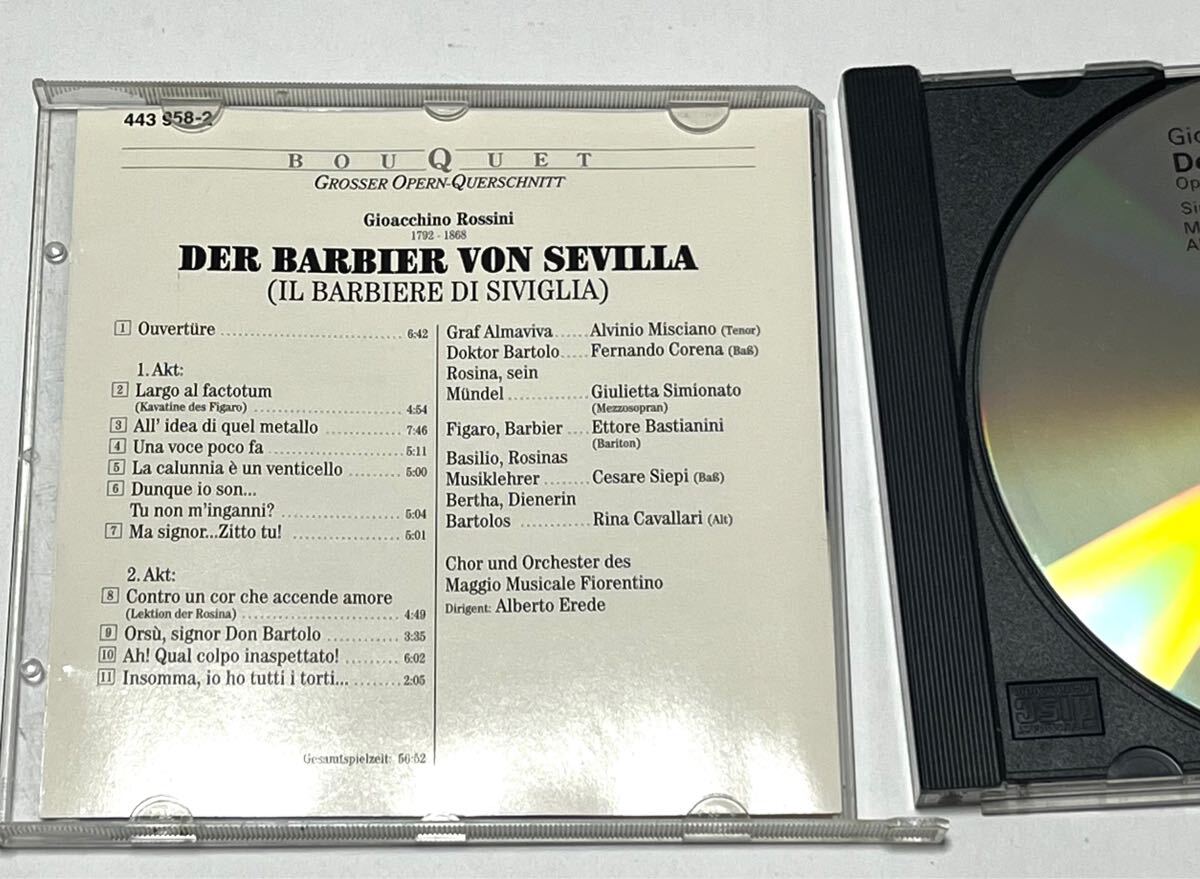 443 958-2
BOUQUET
GROSSER OPERN-QUERSCHNITT
Gioacchino Rossini
1792 - 1868
DER BARBIER VON SEVILLA
(IL BARBIERE DI SIVIGLIA)
1 Ouvertüre 6:42
1. Akt:
2 Largo al factotum
(Kavatine des Figaro) 4:54
3 All' idea di quel metallo 7:46
4 Una voce poco fa 5:11
5 La calunnia è un venticello 5:00
6 Dunque io son...
Tu non m'inganni? 5:04
7 Ma signor...Zitto tu! 5:01
2. Akt:
8 Contro un cor che accende amore
(Lektion der Rosina) 4:49
9 Orsù, signor Don Bartolo 3:35
10 Ah! Qual colpo inaspettato! 6:02
11 Insomma, io ho tutti i torti... 2:05
Gesamtspielzeit: 56:52
Graf Almaviva Alvinio Misciano (Tenor)
Doktor Bartolo Fernando Corena (Baß)
Rosina, sein
Mündel Giulietta Simionato
(Mezzosopran)
Figaro, Barbier Ettore Bastianini
(Bariton)
Basilio, Rosinas
Musiklehrer Cesare Siepi (Baß)
Bertha, Dienerin
Bartolos Rina Cavallari (Alt)
Chor und Orchester des
Maggio Musicale Fiorentino
Dirigent: Alberto Erede